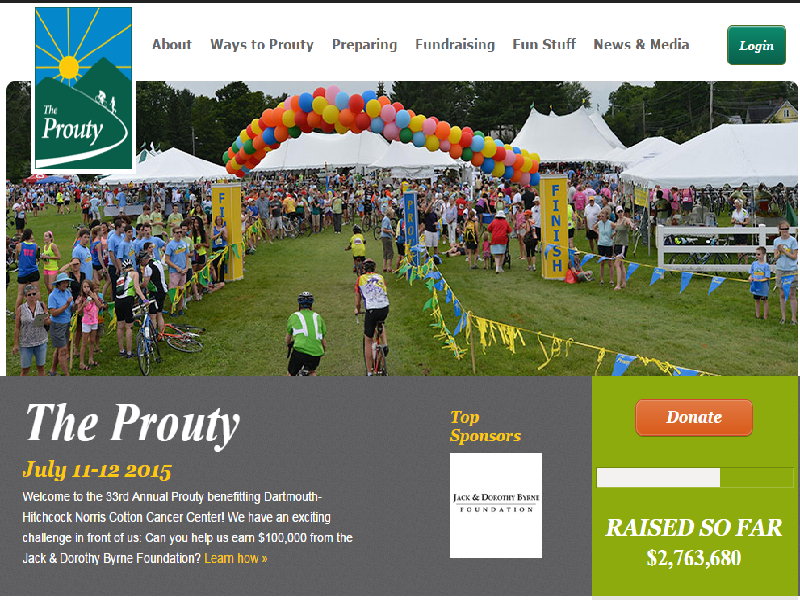 The
Prouty
About
Ways to Prouty
Preparing
Fundraising
Fun Stuff
News & Media
Login
FINISH
The Prouty
July 11-12 2015
Welcome to the 33rd Annual Prouty benefitting Dartmouth-
Hitchcock Norris Cotton Cancer Center! We have an exciting
challenge in front of us: Can you help us earn $100,000 from the
Jack & Dorothy Byrne Foundation? Learn how »
Top
Sponsors
JACK & DOROTHY BYRNE
FOUNDATION
Donate
RAISED SO FAR
$2,763,680